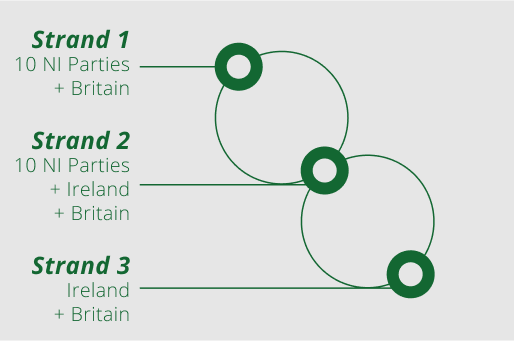 Strand 1
10 NI Parties
+ Britain
Strand 2
10 NI Parties
+ Ireland
+ Britain
Strand 3
Ireland
+ Britain